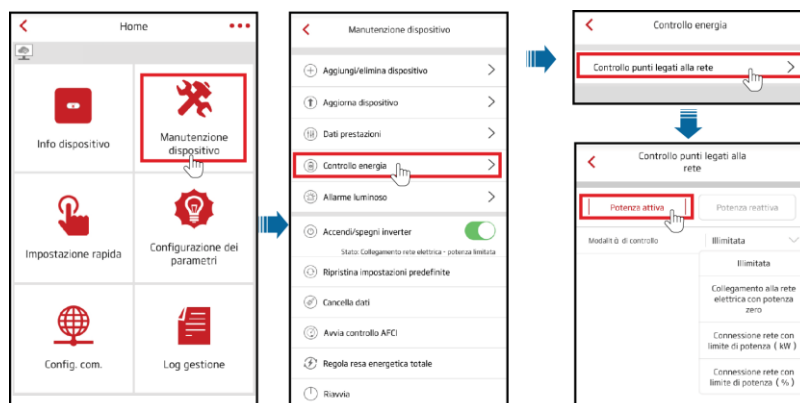 Home
Info dispositivo
Manutenzione
dispositivo
Impostazione rapida
Configurazione dei
parametri
Config. com.
Log gestione
Manutenzione dispositivo
Aggiungi/elimina dispositivo
Aggiorna dispositivo
Dati prestazioni
Controllo energia
Allarme luminoso
Accendi/spegni inverter
Stato: Collegamento rete elettrica - potenza limitata
Ripristina impostazioni predefinite
Cancella dati
Avvia controllo AFCI
Regola resa energetica totale
Riavvia
Controllo energia
Controllo punti legati alla rete
Controllo punti legati alla
rete
Potenza attiva
Potenza reattiva
Modalità di controllo
Illimitata
Illimitata
Collegamento alla rete
elettrica con potenza
zero
Connessione rete con
limite di potenza ( kW )
Connessione rete con
limite di potenza ( % )